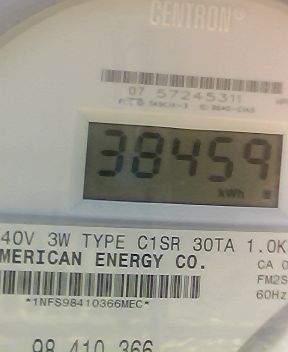 CENTRON®
07 57245311
38459
kWh
40V 3W TYPE C1SR 30TA 1.0K
MERICAN ENERGY CO.
CA 0
FM2S
60Hz
*1NFS98410366MEC*
98 410 366